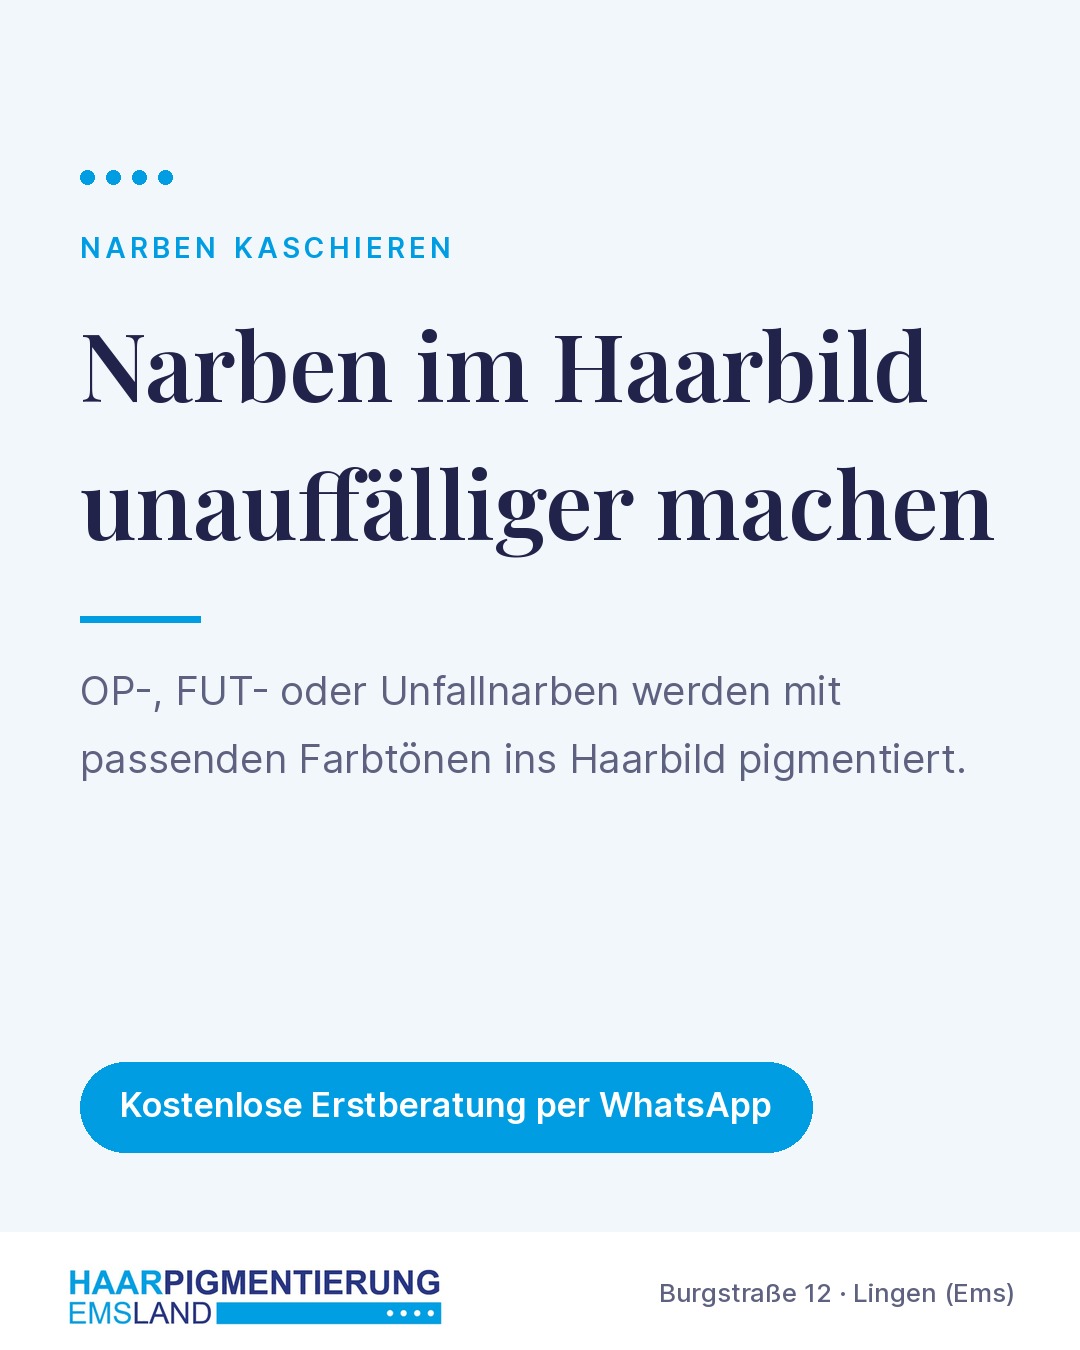 NARBEN KASCHIEREN
Narben im Haarbild
unauffälliger machen
OP-, FUT- oder Unfallnarben werden mit
passenden Farbtönen ins Haarbild pigmentiert.
Kostenlose Erstberatung per WhatsApp
HAARPIGMENTIERUNG
EMSLAND
Burgstraße 12 · Lingen (Ems)